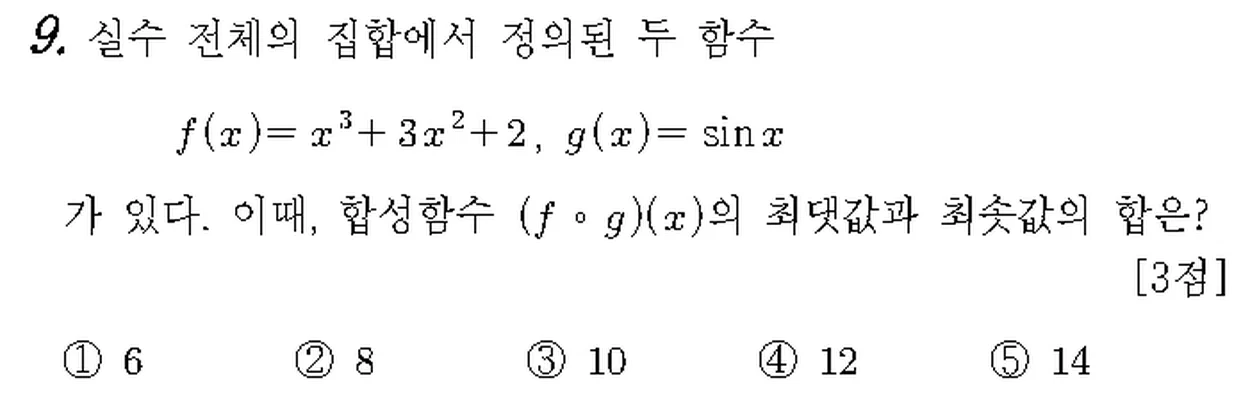 9. 실수 전체의 집합에서 정의된 두 함수
f(x)= x³+ 3x²+2, g(x)= sin x
가 있다. 이때, 합성함수 (f ∘ g)(x)의 최댓값과 최솟값의 합은?
[3점]
① 6 ② 8 ③ 10 ④ 12 ⑤ 14